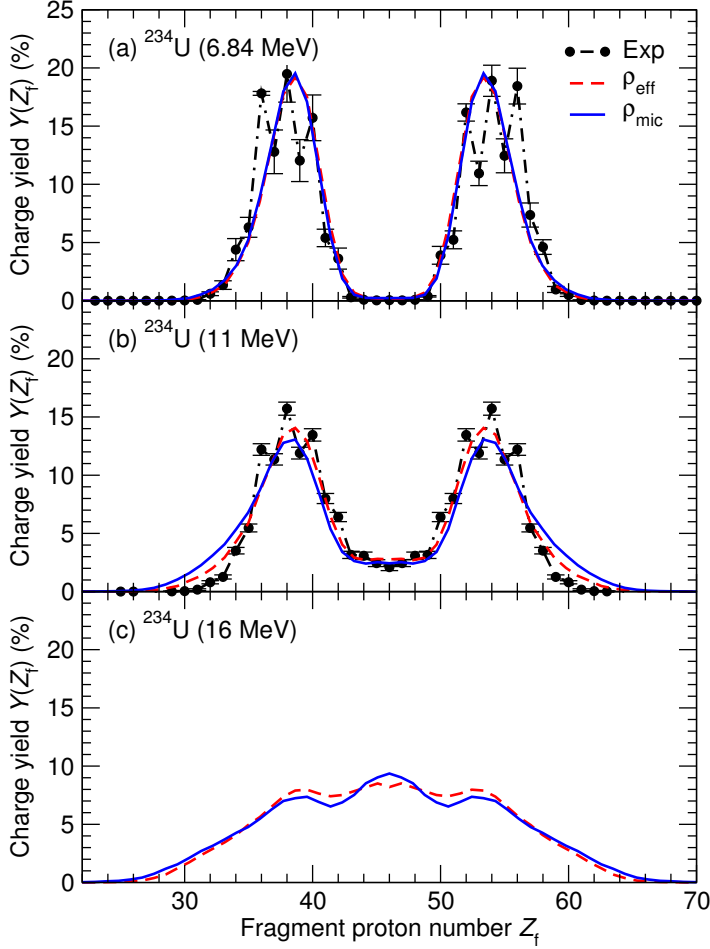 (a) ²³⁴U (6.84 MeV)
Exp
ρeff
ρmic
Charge yield Y(Zf) (%)
25
20
15
10
5
0
(b) ²³⁴U (11 MeV)
Charge yield Y(Zf) (%)
20
15
10
5
0
(c) ²³⁴U (16 MeV)
Charge yield Y(Zf) (%)
20
15
10
5
0
30 40 50 60 70
Fragment proton number Zf